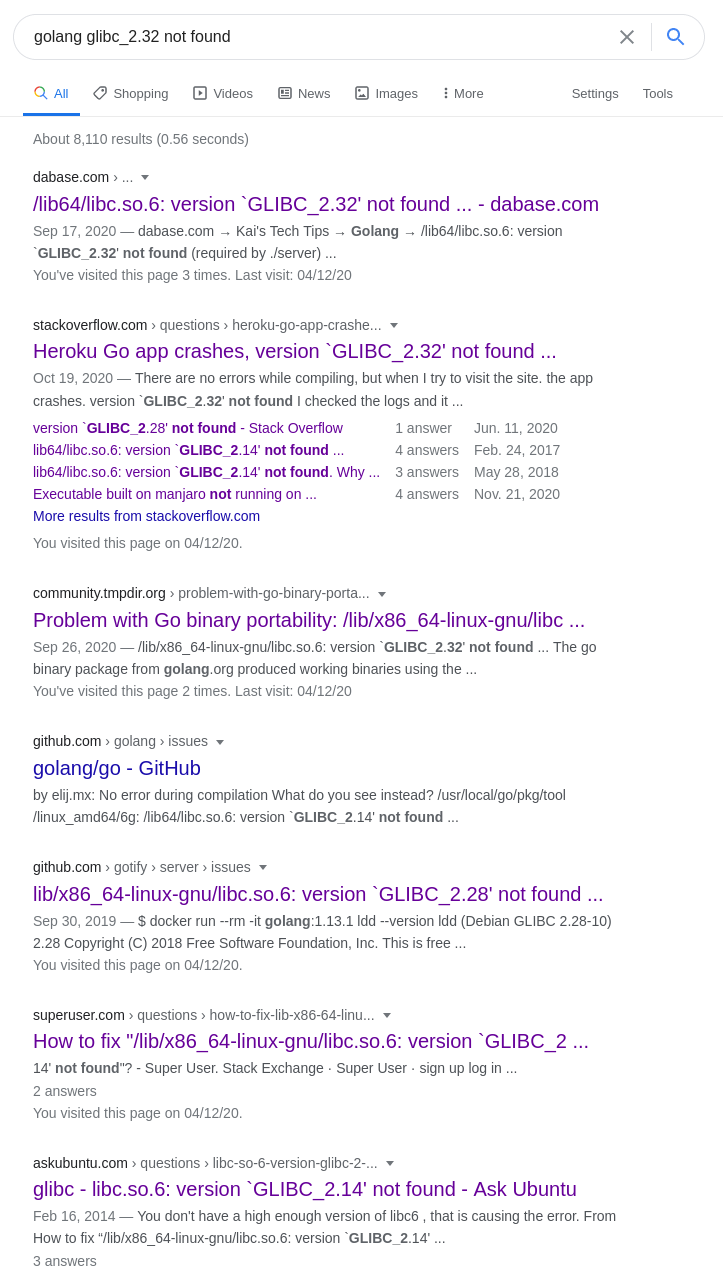 golang glibc_2.32 not found
All Shopping Videos News Images More Settings Tools
About 8,110 results (0.56 seconds)
dabase.com › ...
/lib64/libc.so.6: version `GLIBC_2.32' not found ... - dabase.com
Sep 17, 2020 — dabase.com → Kai's Tech Tips → Golang → /lib64/libc.so.6: version
`GLIBC_2.32' not found (required by ./server) ...
You've visited this page 3 times. Last visit: 04/12/20
stackoverflow.com › questions › heroku-go-app-crashe...
Heroku Go app crashes, version `GLIBC_2.32' not found ...
Oct 19, 2020 — There are no errors while compiling, but when I try to visit the site. the app
crashes. version `GLIBC_2.32' not found I checked the logs and it ...
version `GLIBC_2.28' not found - Stack Overflow 1 answer Jun. 11, 2020
lib64/libc.so.6: version `GLIBC_2.14' not found ... 4 answers Feb. 24, 2017
lib64/libc.so.6: version `GLIBC_2.14' not found. Why ... 3 answers May 28, 2018
Executable built on manjaro not running on ... 4 answers Nov. 21, 2020
More results from stackoverflow.com
You visited this page on 04/12/20.
community.tmpdir.org › problem-with-go-binary-porta...
Problem with Go binary portability: /lib/x86_64-linux-gnu/libc ...
Sep 26, 2020 — /lib/x86_64-linux-gnu/libc.so.6: version `GLIBC_2.32' not found ... The go
binary package from golang.org produced working binaries using the ...
You've visited this page 2 times. Last visit: 04/12/20
github.com › golang › issues
golang/go - GitHub
by elij.mx: No error during compilation What do you see instead? /usr/local/go/pkg/tool
/linux_amd64/6g: /lib64/libc.so.6: version `GLIBC_2.14' not found ...
github.com › gotify › server › issues
lib/x86_64-linux-gnu/libc.so.6: version `GLIBC_2.28' not found ...
Sep 30, 2019 — $ docker run --rm -it golang:1.13.1 ldd --version ldd (Debian GLIBC 2.28-10)
2.28 Copyright (C) 2018 Free Software Foundation, Inc. This is free ...
You visited this page on 04/12/20.
superuser.com › questions › how-to-fix-lib-x86-64-linu...
How to fix "/lib/x86_64-linux-gnu/libc.so.6: version `GLIBC_2 ...
14' not found"? - Super User. Stack Exchange · Super User · sign up log in ...
2 answers
You visited this page on 04/12/20.
askubuntu.com › questions › libc-so-6-version-glibc-2-...
glibc - libc.so.6: version `GLIBC_2.14' not found - Ask Ubuntu
Feb 16, 2014 — You don't have a high enough version of libc6 , that is causing the error. From
How to fix “/lib/x86_64-linux-gnu/libc.so.6: version `GLIBC_2.14' ...
3 answers